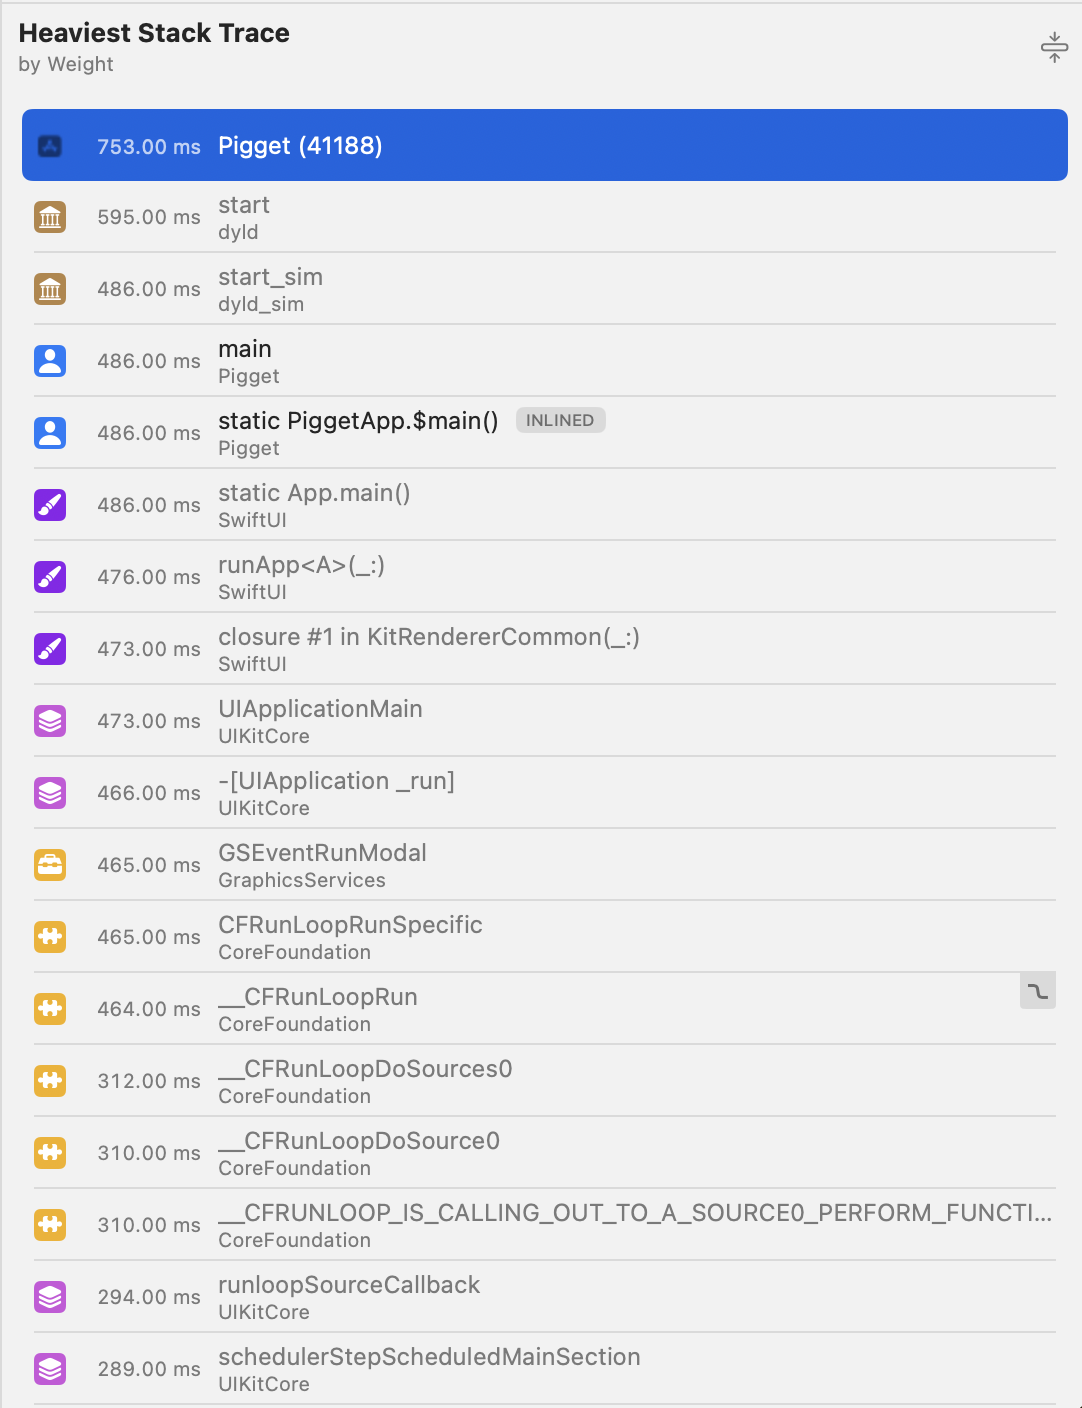 Heaviest Stack Trace
by Weight
753.00 ms Pigget (41188)
595.00 ms start
dyld
486.00 ms start_sim
dyld_sim
486.00 ms main
Pigget
486.00 ms static PiggetApp.$main() INLINED
Pigget
486.00 ms static App.main()
SwiftUI
476.00 ms runApp<A>(_:)
SwiftUI
473.00 ms closure #1 in KitRendererCommon(_:)
SwiftUI
473.00 ms UIApplicationMain
UIKitCore
466.00 ms -[UIApplication _run]
UIKitCore
465.00 ms GSEventRunModal
GraphicsServices
465.00 ms CFRunLoopRunSpecific
CoreFoundation
464.00 ms __CFRunLoopRun
CoreFoundation
312.00 ms __CFRunLoopDoSources0
CoreFoundation
310.00 ms __CFRunLoopDoSource0
CoreFoundation
310.00 ms __CFRUNLOOP_IS_CALLING_OUT_TO_A_SOURCE0_PERFORM_FUNCTI...
CoreFoundation
294.00 ms runloopSourceCallback
UIKitCore
289.00 ms schedulerStepScheduledMainSection
UIKitCore